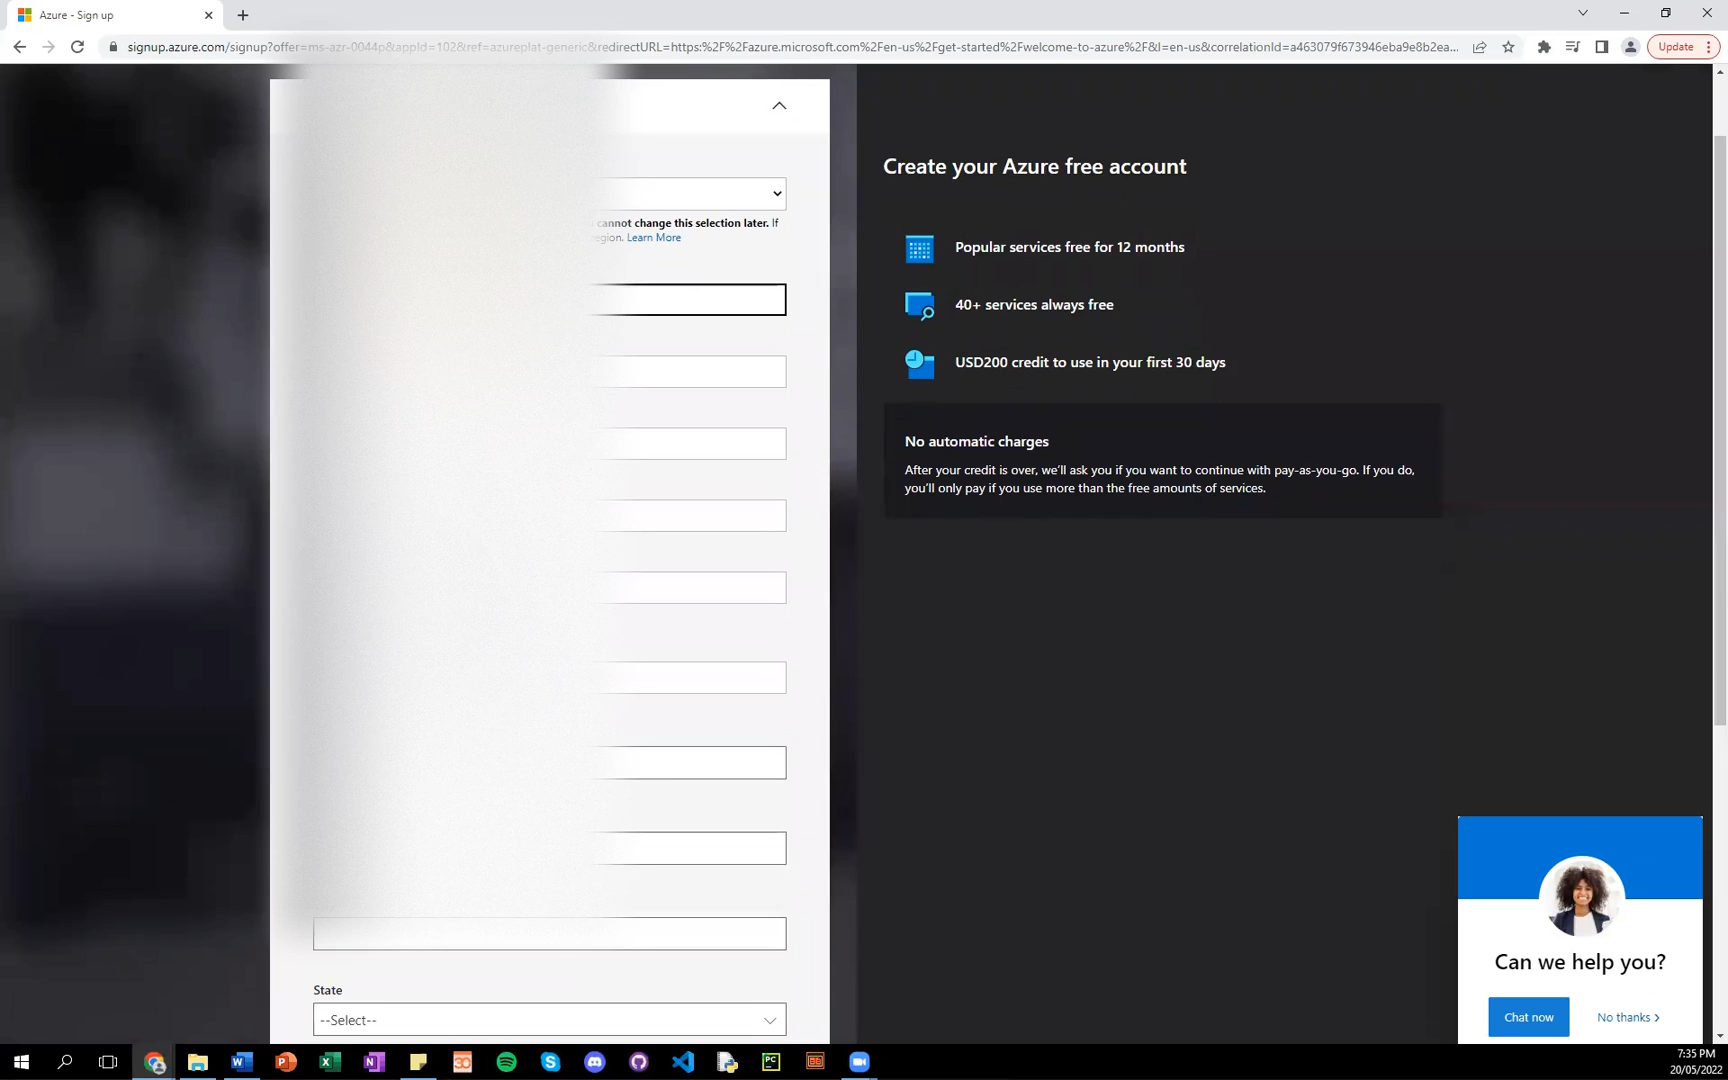 Azure - Sign up
signup.azure.com/signup?offer=ms-azr-0044p&appId=102&ref=azureplat-generic&redirectURL=https:%2F%2Fazure.microsoft.com%2Fen-us%2Fget-started%2Fwelcome-to-azure%2F&l=en-us&correlationId=a463079f673946eba9e8b2ea...
Update
cannot change this selection later. If
region. Learn More
State
--Select--
Create your Azure free account
Popular services free for 12 months
40+ services always free
USD200 credit to use in your first 30 days
No automatic charges
After your credit is over, we'll ask you if you want to continue with pay-as-you-go. If you do,
you'll only pay if you use more than the free amounts of services.
Can we help you?
Chat now
No thanks >
7:35 PM
20/05/2022